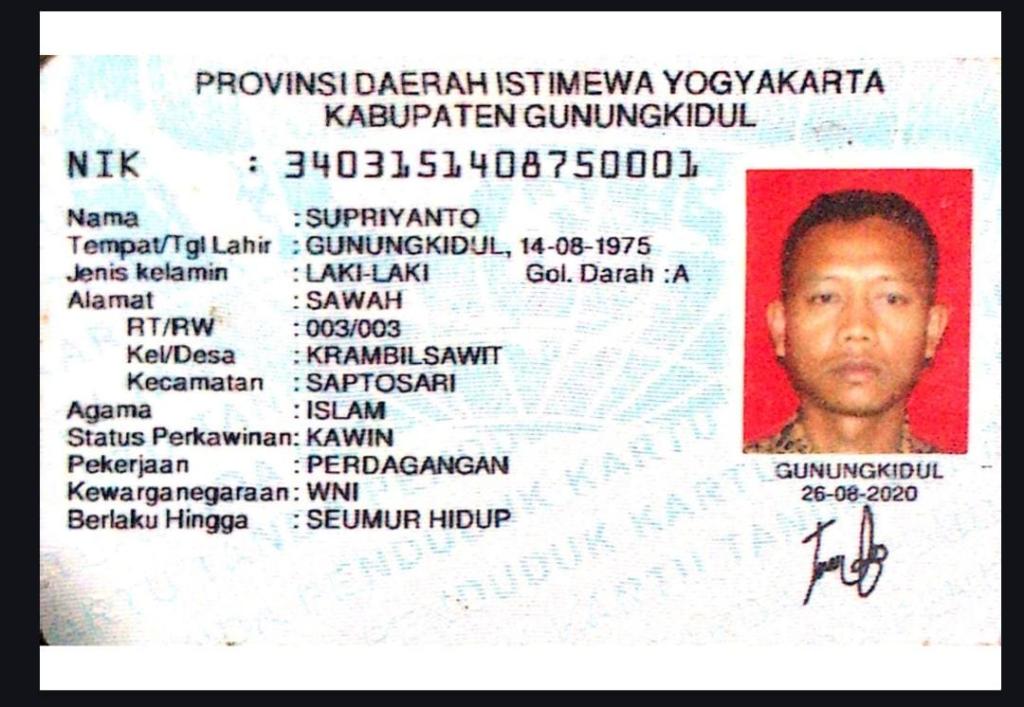 PROVINSI DAERAH ISTIMEWA YOGYAKARTA
KABUPATEN GUNUNGKIDUL
NIK : 3403151408750001
Nama : SUPRIYANTO
Tempat/Tgl Lahir : GUNUNGKIDUL, 14-08-1975
Jenis kelamin : LAKI-LAKI Gol. Darah : A
Alamat : SAWAH
RT/RW : 003/003
Kel/Desa : KRAMBILSAWIT
Kecamatan : SAPTOSARI
Agama : ISLAM
Status Perkawinan: KAWIN
Pekerjaan : PERDAGANGAN
Kewarganegaraan: WNI
Berlaku Hingga : SEUMUR HIDUP
GUNUNGKIDUL
26-08-2020